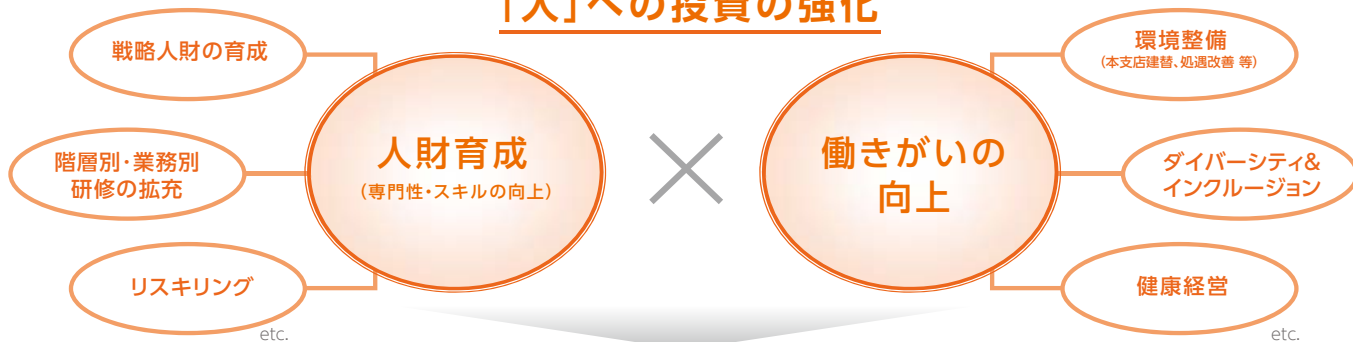 「人」への投資の強化
戦略人財の育成
階層別・業務別
研修の拡充
リスキリング
etc.
人財育成
(専門性・スキルの向上)
働きがいの
向上
環境整備
(本支店建替、処遇改善 等)
ダイバーシティ&
インクルージョン
健康経営
etc.